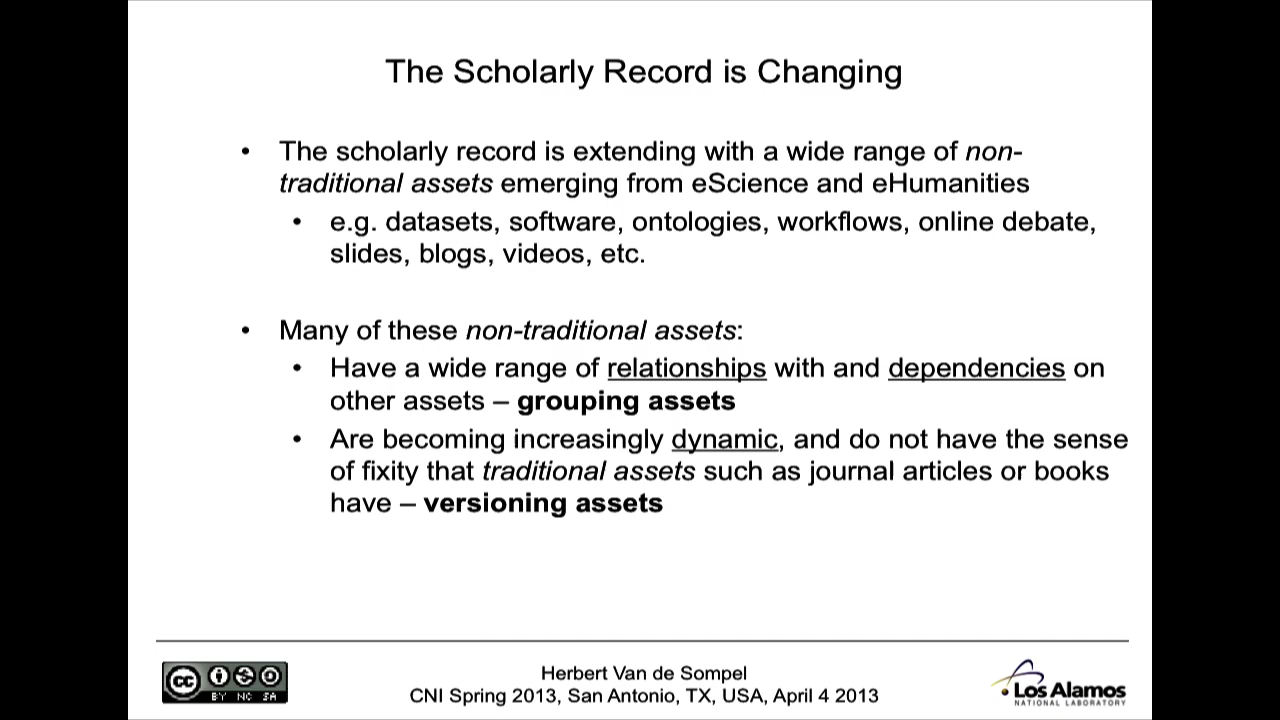 The Scholarly Record is Changing
• The scholarly record is extending with a wide range of non-
traditional assets emerging from eScience and eHumanities
• e.g. datasets, software, ontologies, workflows, online debate,
slides, blogs, videos, etc.
• Many of these non-traditional assets:
• Have a wide range of relationships with and dependencies on
other assets – grouping assets
• Are becoming increasingly dynamic, and do not have the sense
of fixity that traditional assets such as journal articles or books
have – versioning assets
cc
BY NC SA
Herbert Van de Sompel
CNI Spring 2013, San Antonio, TX, USA, April 4 2013
Los Alamos
NATIONAL LABORATORY